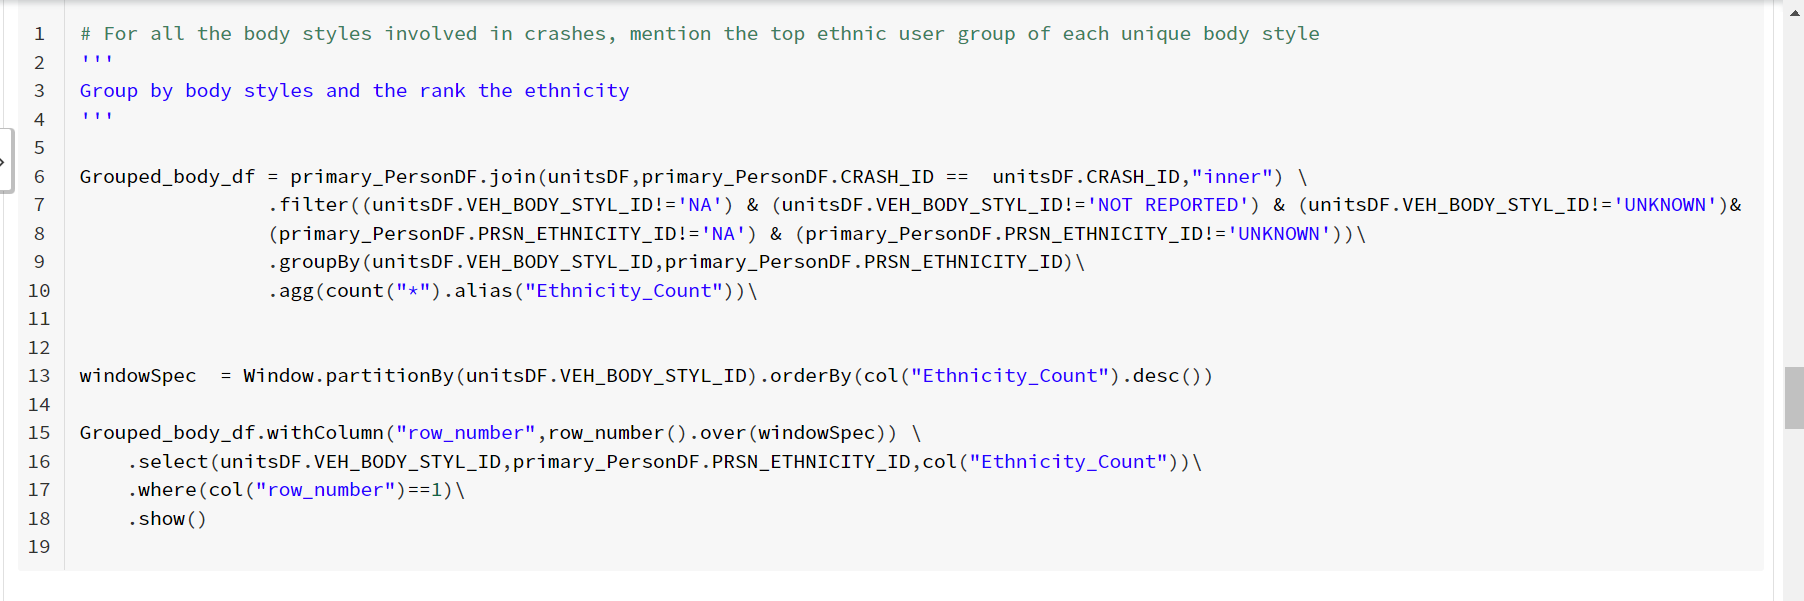 1 # For all the body styles involved in crashes, mention the top ethnic user group of each unique body style
2 '''
3 Group by body styles and the rank the ethnicity
4 '''
5
6 Grouped_body_df = primary_PersonDF.join(unitsDF,primary_PersonDF.CRASH_ID ==  unitsDF.CRASH_ID,"inner") \
7                 .filter((unitsDF.VEH_BODY_STYL_ID!='NA') & (unitsDF.VEH_BODY_STYL_ID!='NOT REPORTED') & (unitsDF.VEH_BODY_STYL_ID!='UNKNOWN')&
8                 (primary_PersonDF.PRSN_ETHNICITY_ID!='NA') & (primary_PersonDF.PRSN_ETHNICITY_ID!='UNKNOWN'))\
9                 .groupBy(unitsDF.VEH_BODY_STYL_ID,primary_PersonDF.PRSN_ETHNICITY_ID)\
10                 .agg(count("*").alias("Ethnicity_Count"))\
11
12
13 windowSpec  = Window.partitionBy(unitsDF.VEH_BODY_STYL_ID).orderBy(col("Ethnicity_Count").desc())
14
15 Grouped_body_df.withColumn("row_number",row_number().over(windowSpec)) \
16     .select(unitsDF.VEH_BODY_STYL_ID,primary_PersonDF.PRSN_ETHNICITY_ID,col("Ethnicity_Count"))\
17     .where(col("row_number")==1)\
18     .show()
19